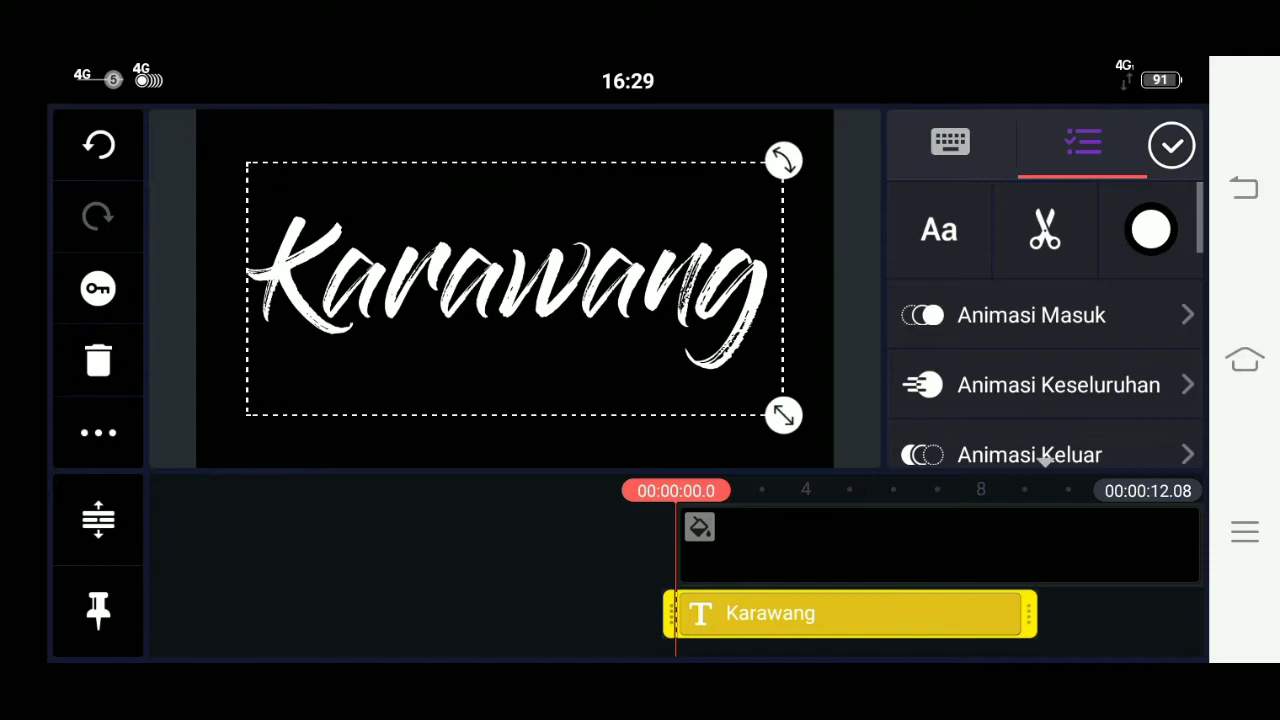 4G 5 4G
16:29
4G
91
Karawang
Aa
Animasi Masuk
Animasi Keseluruhan
Animasi Keluar
00:00:00.0
4
8
00:00:12.08
T Karawang